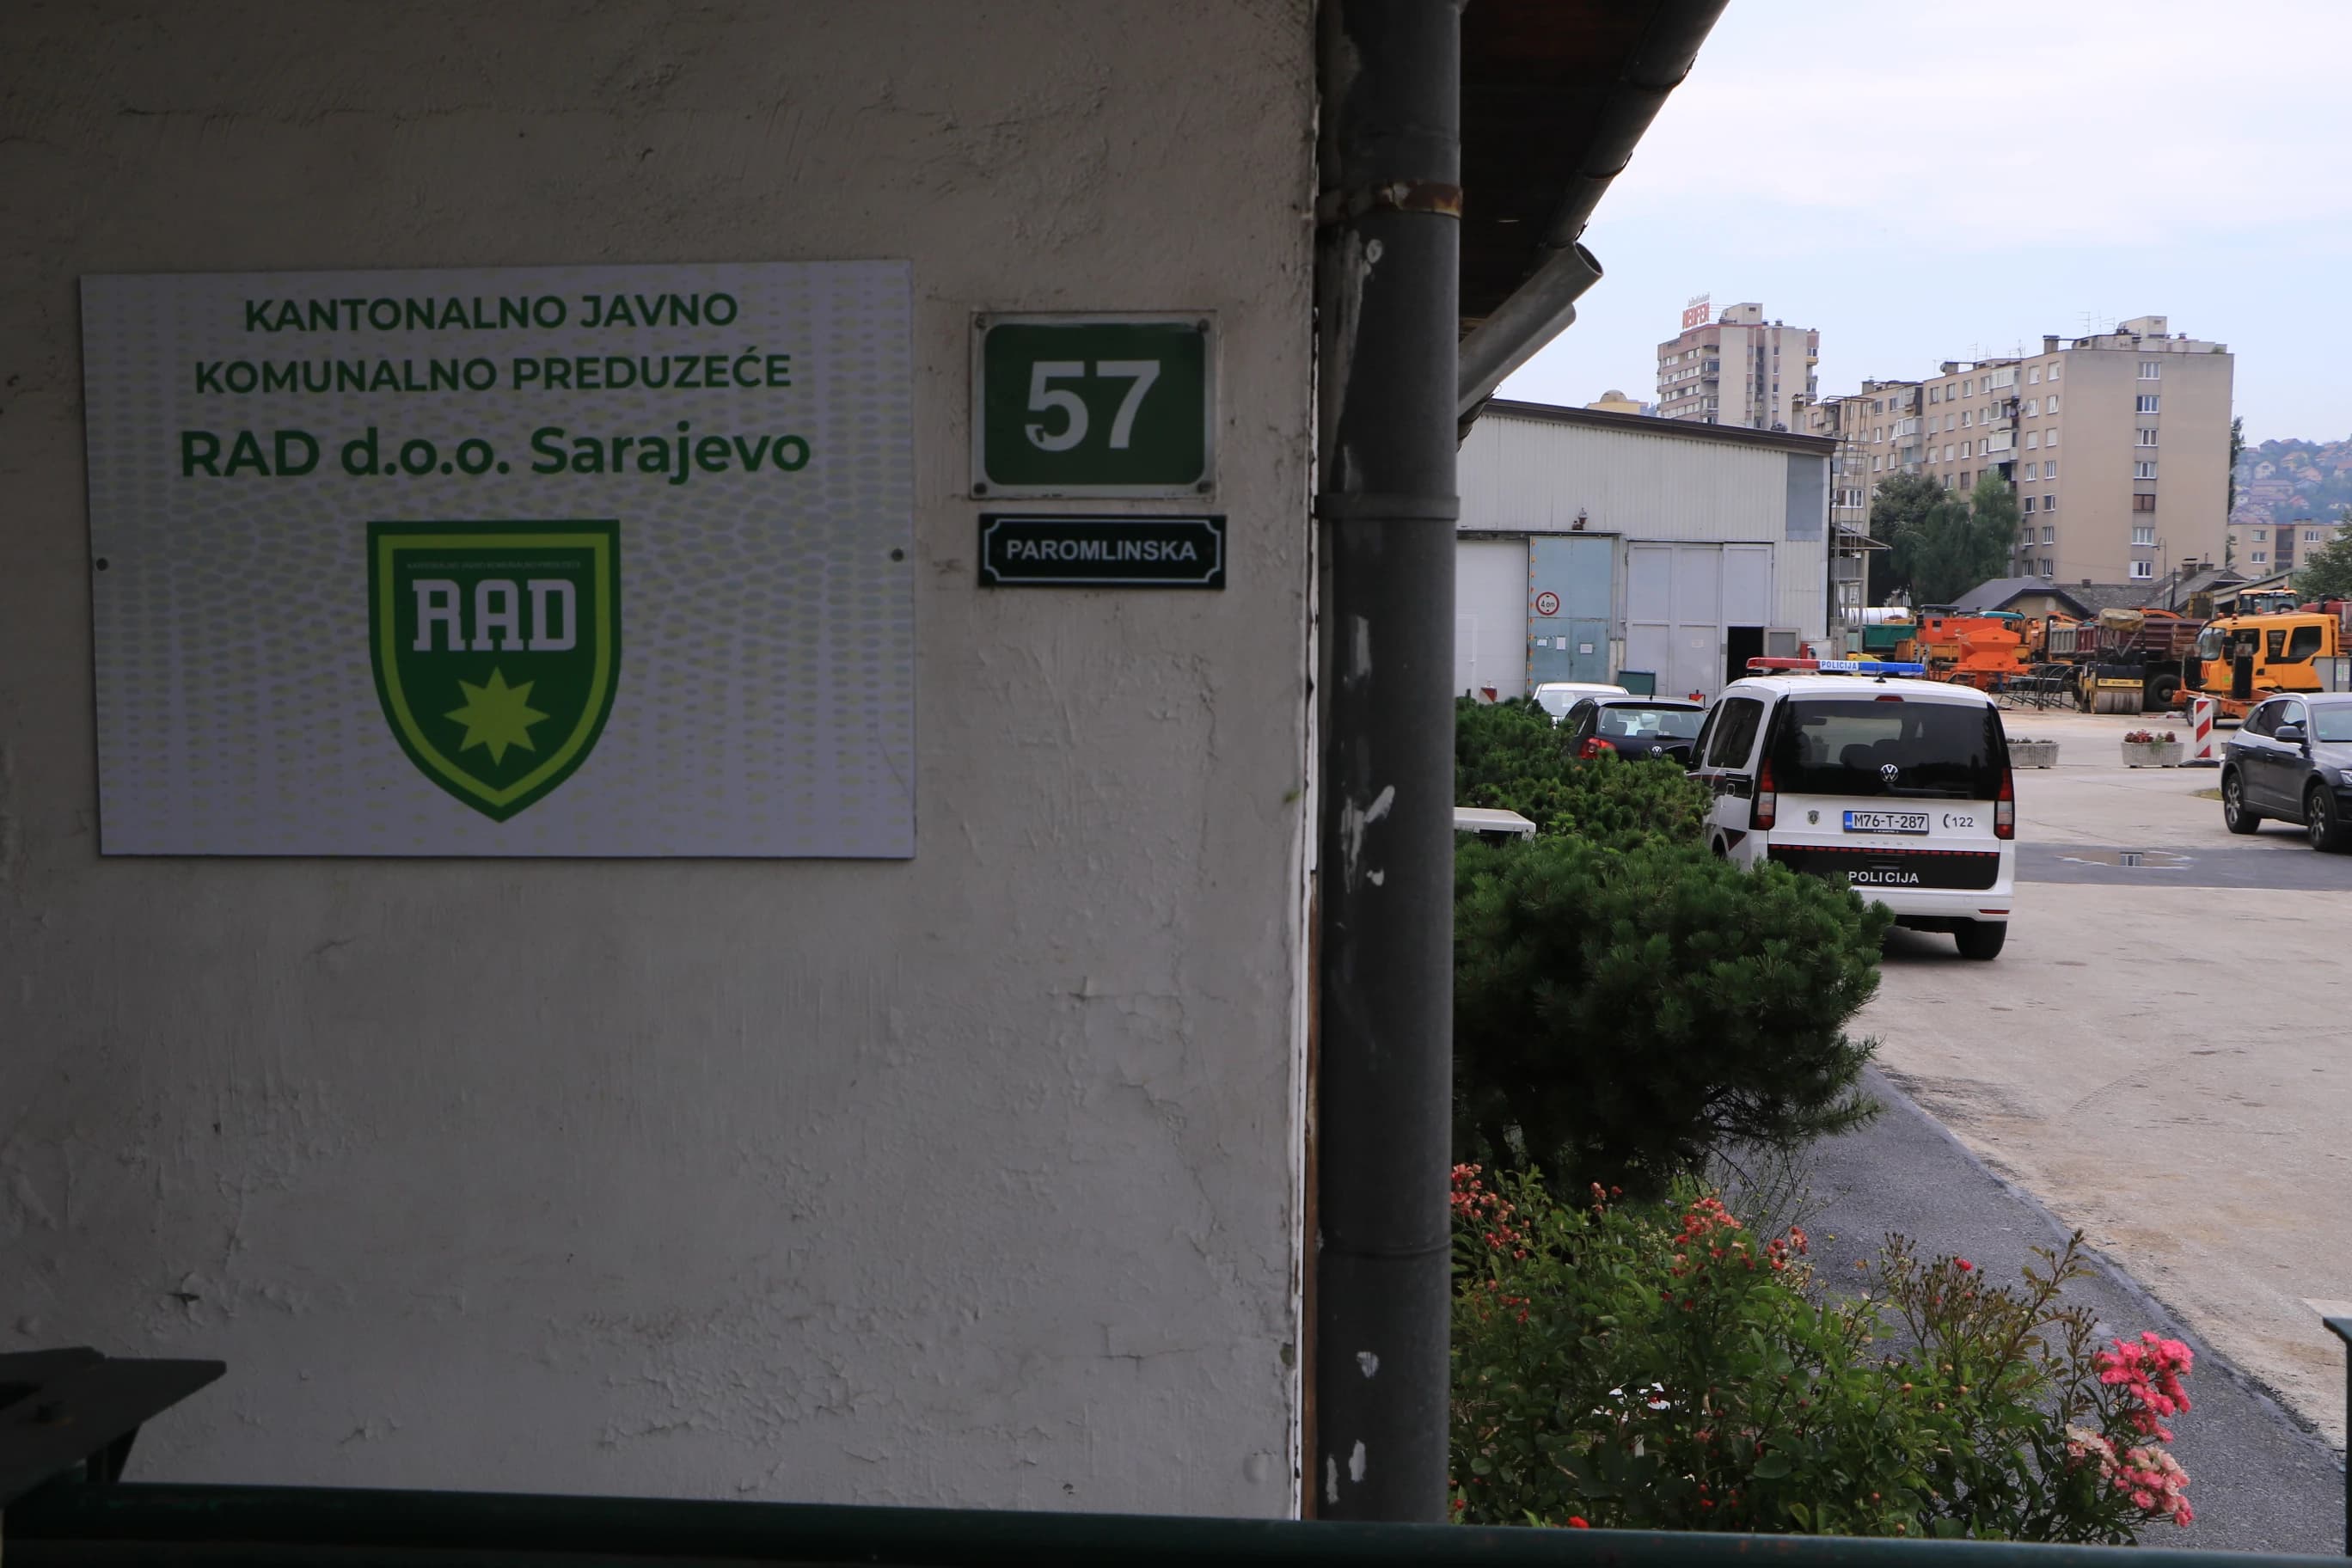 KANTONALNO JAVNO
KOMUNALNO PREDUZEĆE
RAD d.o.o. Sarajevo
RAD
57
PAROMLINSKA
POLICIJA
M76-T-287
122
POLICIJA